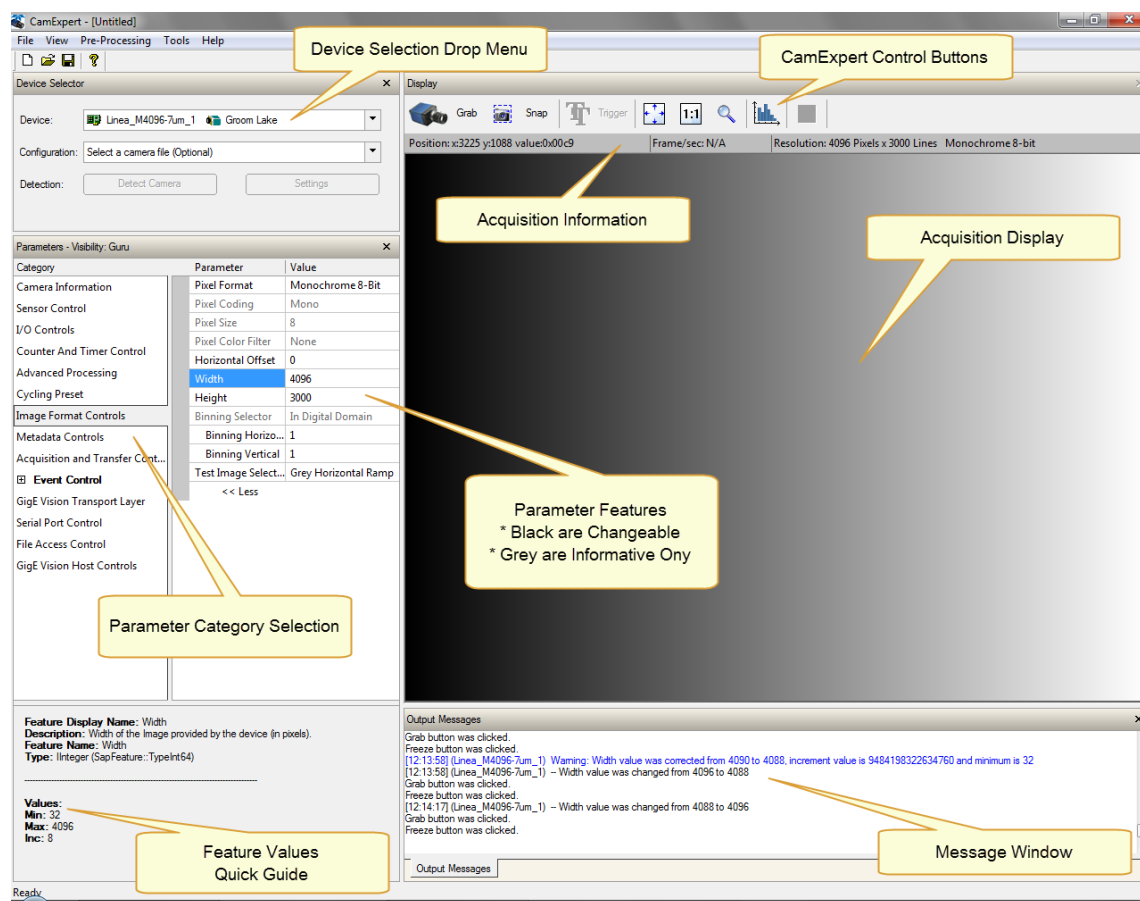 CamExpert - [Untitled]
File View Pre-Processing Tools Help
Device Selection Drop Menu
CamExpert Control Buttons
Device Selector
Device: Linea_M4096-7um_1 Groom Lake
Configuration: Select a camera file (Optional)
Detection: Detect Camera Settings
Display
Grab Snap Trigger 1:1
Position: x:3225 y:1088 value:0x00c9 Frame/sec: N/A Resolution: 4096 Pixels x 3000 Lines Monochrome 8-bit
Acquisition Information
Acquisition Display
Parameters - Visibility: Guru
Category Parameter Value
Camera Information
Sensor Control
I/O Controls
Counter And Timer Control
Advanced Processing
Cycling Preset
Image Format Controls
Metadata Controls
Acquisition and Transfer Cont...
Event Control
GigE Vision Transport Layer
Serial Port Control
File Access Control
GigE Vision Host Controls
Pixel Format Monochrome 8-Bit
Pixel Coding Mono
Pixel Size 8
Pixel Color Filter None
Horizontal Offset 0
Width 4096
Height 3000
Binning Selector In Digital Domain
Binning Horizo... 1
Binning Vertical 1
Test Image Select... Grey Horizontal Ramp
<< Less
Parameter Features
* Black are Changeable
* Grey are Informative Ony
Parameter Category Selection
Feature Display Name: Width
Description: Width of the Image provided by the device (in pixels).
Feature Name: Width
Type: IInteger (SapFeature::TypeInt64)
Values:
Min: 32
Max: 4096
Inc: 8
Feature Values
Quick Guide
Output Messages
Grab button was clicked.
Freeze button was clicked.
[12:13:58] (Linea_M4096-7um_1) Warning: Width value was corrected from 4090 to 4088, increment value is 9484198322634760 and minimum is 32
[12:13:58] (Linea_M4096-7um_1) -- Width value was changed from 4096 to 4088
Grab button was clicked.
Freeze button was clicked.
[12:14:17] (Linea_M4096-7um_1) -- Width value was changed from 4088 to 4096
Grab button was clicked.
Freeze button was clicked.
Message Window
Output Messages
Ready